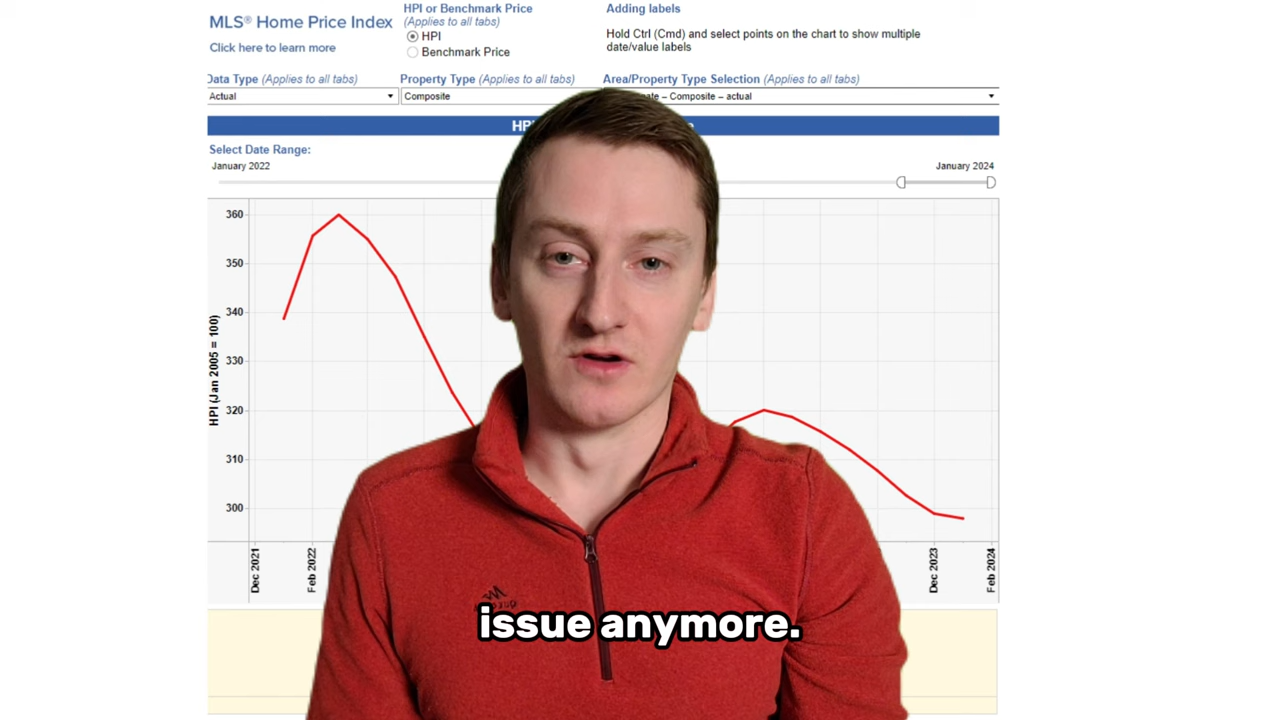 MLS® Home Price Index
Click here to learn more
HPI or Benchmark Price
(Applies to all tabs)
HPI
Benchmark Price
Adding labels
Hold Ctrl (Cmd) and select points on the chart to show multiple
date/value labels
Data Type (Applies to all tabs)
Property Type (Applies to all tabs)
Area/Property Type Selection (Applies to all tabs)
Actual
Composite
– Composite – actual
Select Date Range:
January 2022
January 2024
HPI (Jan 2005 = 100)
360
350
340
330
320
310
300
Dec 2021
Feb 2022
Dec 2023
Feb 2024
issue anymore.